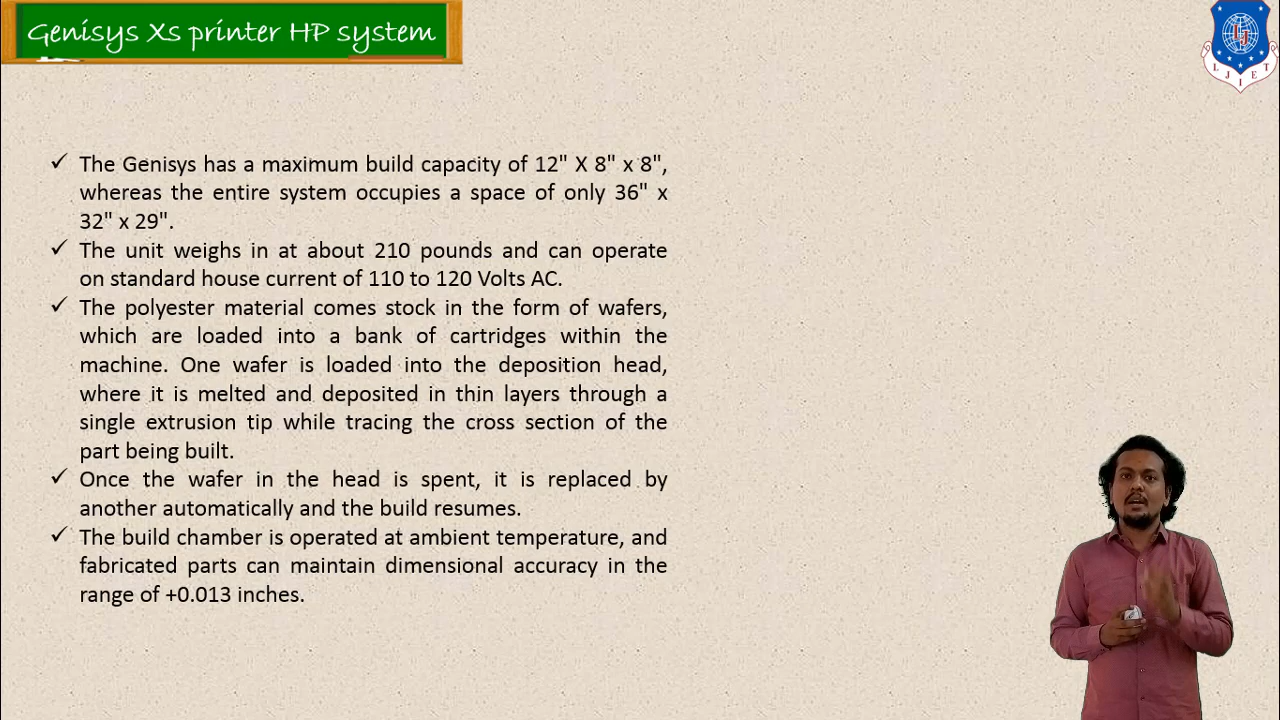 Genisys Xs printer HP system
The Genisys has a maximum build capacity of 12" X 8" x 8",
whereas the entire system occupies a space of only 36" x
32" x 29".
The unit weighs in at about 210 pounds and can operate
on standard house current of 110 to 120 Volts AC.
The polyester material comes stock in the form of wafers,
which are loaded into a bank of cartridges within the
machine. One wafer is loaded into the deposition head,
where it is melted and deposited in thin layers through a
single extrusion tip while tracing the cross section of the
part being built.
Once the wafer in the head is spent, it is replaced by
another automatically and the build resumes.
The build chamber is operated at ambient temperature, and
fabricated parts can maintain dimensional accuracy in the
range of +0.013 inches.
LJ
LJIET